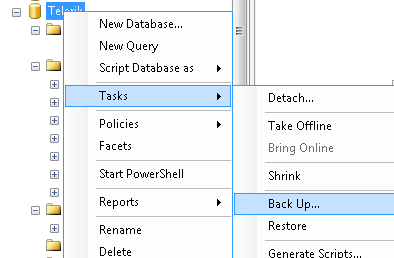 Telerik
New Database...
New Query
Script Database as
Tasks
Policies
Facets
Start PowerShell
Reports
Rename
Delete
Detach...
Take Offline
Bring Online
Shrink
Back Up...
Restore
Generate Scripts...